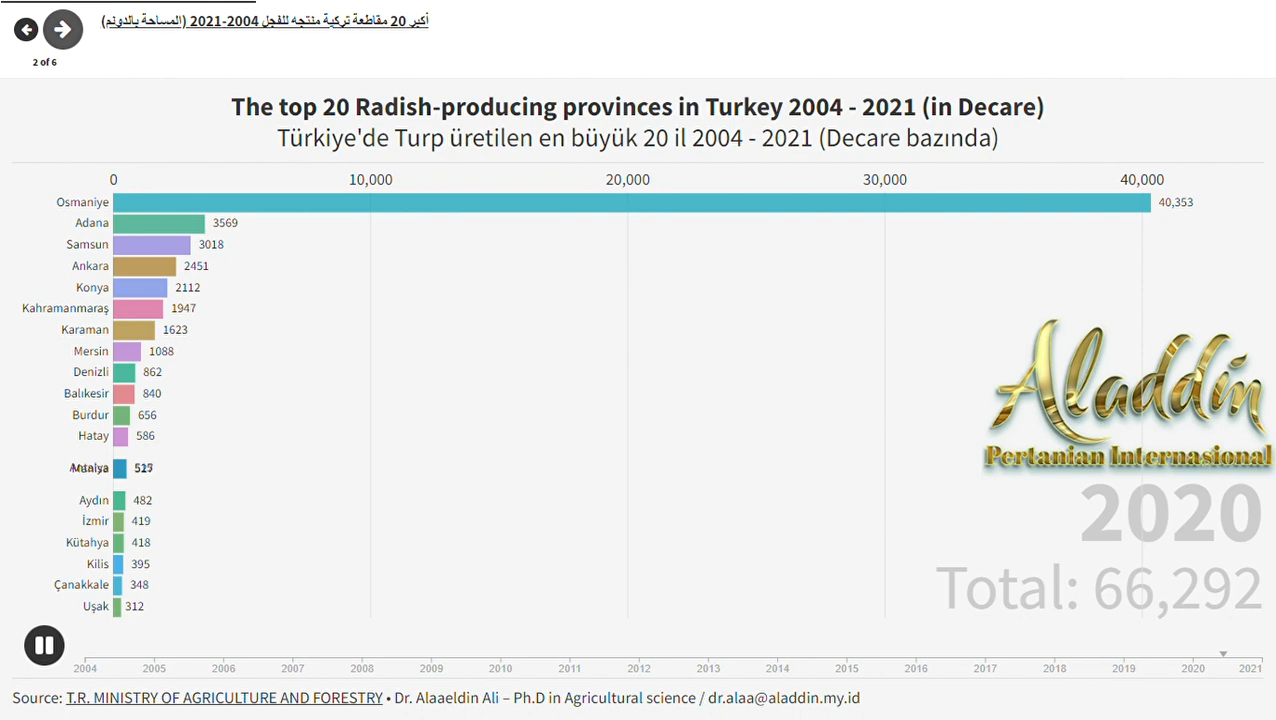 أكبر 20 مقاطعة تركية منتجه للفجل 2004-2021 (المساحة بالدونم)
2 of 6
The top 20 Radish-producing provinces in Turkey 2004 - 2021 (in Decare)
Türkiye'de Turp üretilen en büyük 20 il 2004 - 2021 (Decare bazında)
0 10,000 20,000 30,000 40,000
Osmaniye 40,353
Adana 3569
Samsun 3018
Ankara 2451
Konya 2112
Kahramanmaraş 1947
Karaman 1623
Mersin 1088
Denizli 862
Balıkesir 840
Burdur 656
Hatay 586
Aydın 482
İzmir 419
Kütahya 418
Kilis 395
Çanakkale 348
Uşak 312
Aladdin
Pertanian Internasional
2020
Total: 66,292
2004 2005 2006 2007 2008 2009 2010 2011 2012 2013 2014 2015 2016 2017 2018 2019 2020 2021
Source: T.R. MINISTRY OF AGRICULTURE AND FORESTRY • Dr. Alaaeldin Ali – Ph.D in Agricultural science / dr.alaa@aladdin.my.id